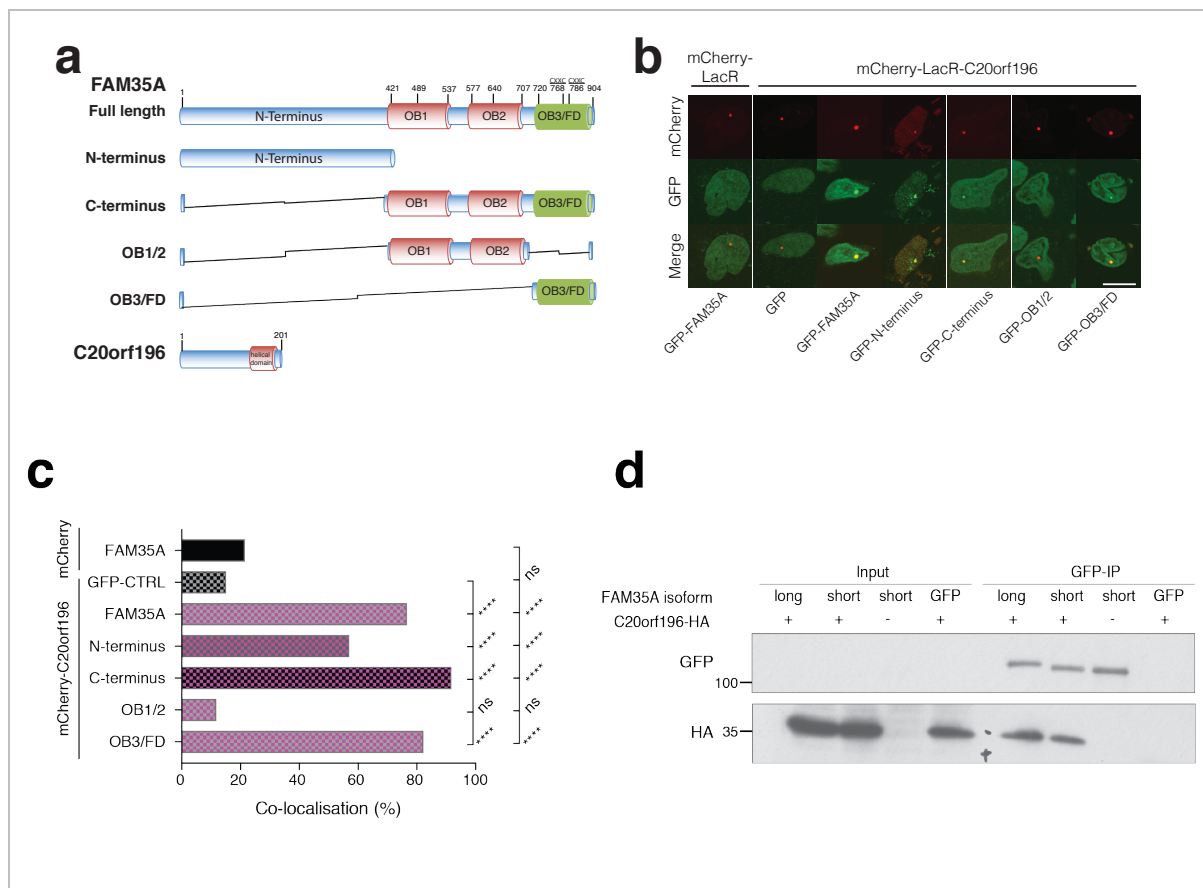 a
FAM35A
Full length
1
421
489
537
577
640
707
720
CXXC
768
CXXC
786
904
N-Terminus
OB1
OB2
OB3/FD
N-terminus
N-Terminus
C-terminus
OB1
OB2
OB3/FD
OB1/2
OB1
OB2
OB3/FD
OB3/FD
C20orf196
1
201
helical
domain
b
mCherry-
LacR
mCherry-LacR-C20orf196
mCherry
GFP
Merge
GFP-FAM35A
GFP
GFP-FAM35A
GFP-N-terminus
GFP-C-terminus
GFP-OB1/2
GFP-OB3/FD
c
mCherry
mCherry-C20orf196
FAM35A
GFP-CTRL
FAM35A
N-terminus
C-terminus
OB1/2
OB3/FD
0 20 40 60 80 100
Co-localisation (%)
****
****
****
ns
****
ns
****
****
****
ns
****
d
Input GFP-IP
FAM35A isoform long short short GFP long short short GFP
C20orf196-HA + + - + + + - +
GFP
100
HA 35